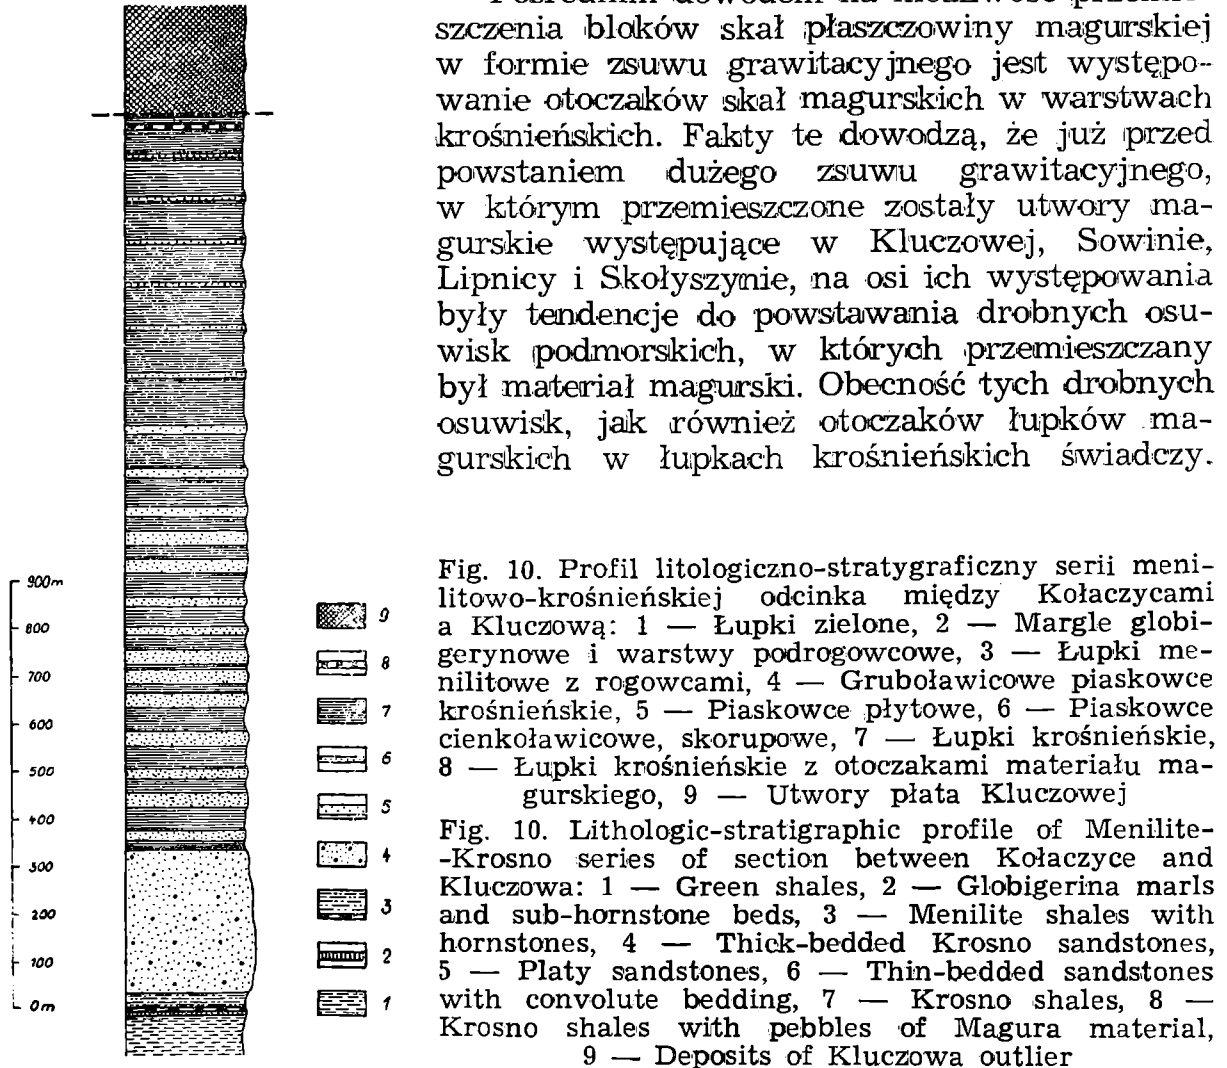 szczenia bloków skał płaszczowiny magurskiej
w formie zsuwu grawitacyjnego jest występo-
wanie otoczaków skał magurskich w warstwach
krośnieńskich. Fakty te dowodzą, że już przed
powstaniem dużego zsuwu grawitacyjnego,
w którym przemieszczone zostały utwory ma-
gurskie występujące w Kluczowej, Sowinie,
Lipnicy i Skołyszynie, na osi ich występowania
były tendencje do powstawania drobnych osu-
wisk podmorskich, w których przemieszczany
był materiał magurski. Obecność tych drobnych
osuwisk, jak również otoczaków łupków ma-
gurskich w łupkach krośnieńskich świadczy.
900m
800
700
600
500
400
300
200
100
0m
9
8
7
6
5
4
3
2
1
Fig. 10. Profil litologiczno-stratygraficzny serii meni-
litowo-krośnieńskiej odcinka między Kołaczycami
a Kluczową: 1 — Łupki zielone, 2 — Margle globi-
gerynowe i warstwy podrogowcowe, 3 — Łupki me-
nilitowe z rogowcami, 4 — Gruboławicowe piaskowce
krośnieńskie, 5 — Piaskowce płytowe, 6 — Piaskowce
cienkoławicowe, skorupowe, 7 — Łupki krośnieńskie,
8 — Łupki krośnieńskie z otoczakami materiału ma-
gurskiego, 9 — Utwory płata Kluczowej
Fig. 10. Lithologic-stratigraphic profile of Menilite-
-Krosno series of section between Kołaczyce and
Kluczowa: 1 — Green shales, 2 — Globigerina marls
and sub-hornstone beds, 3 — Menilite shales with
hornstones, 4 — Thick-bedded Krosno sandstones,
5 — Platy sandstones, 6 — Thin-bedded sandstones
with convolute bedding, 7 — Krosno shales, 8 —
Krosno shales with pebbles of Magura material,
9 — Deposits of Kluczowa outlier